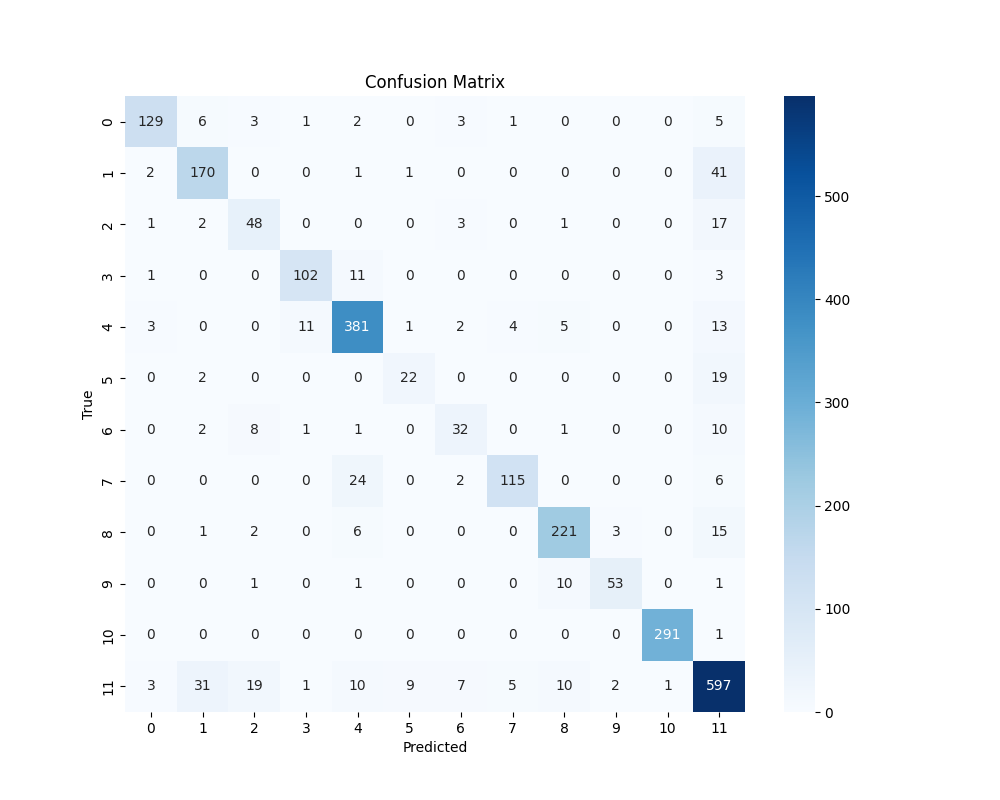 Confusion Matrix
0 129 6 3 1 2 0 3 1 0 0 0 5
1 2 170 0 0 1 1 0 0 0 0 0 41
2 1 2 48 0 0 0 3 0 1 0 0 17
3 1 0 0 102 11 0 0 0 0 0 0 3
4 3 0 0 11 381 1 2 4 5 0 0 13
5 0 2 0 0 0 22 0 0 0 0 0 19
6 0 2 8 1 1 0 32 0 1 0 0 10
7 0 0 0 0 24 0 2 115 0 0 0 6
8 0 1 2 0 6 0 0 0 221 3 0 15
9 0 0 1 0 1 0 0 0 10 53 0 1
10 0 0 0 0 0 0 0 0 0 0 291 1
11 3 31 19 1 10 9 7 5 10 2 1 597
0 1 2 3 4 5 6 7 8 9 10 11
Predicted
True
500
400
300
200
100
0